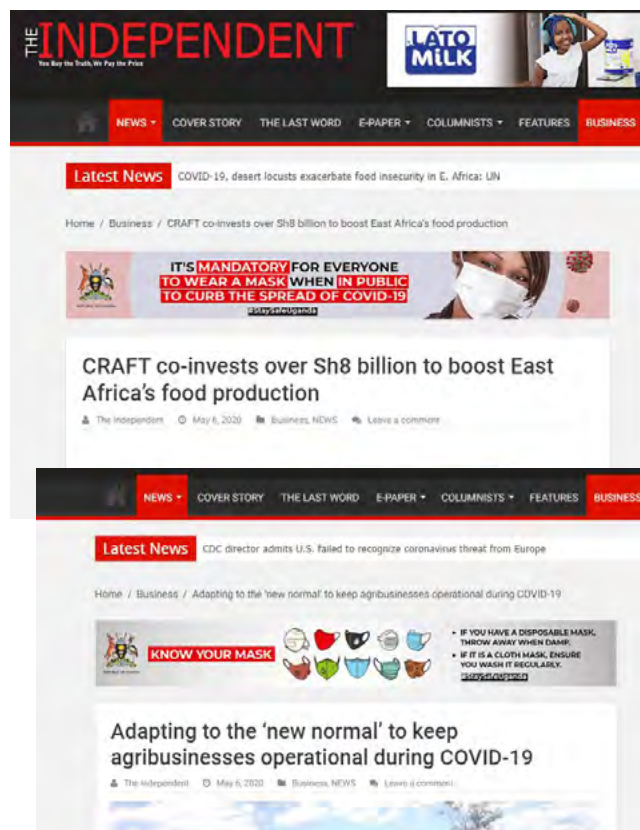 THE INDEPENDENT
You Buy the Truth, We Pay the Price
LATO
MILK
NEWS COVER STORY THE LAST WORD E-PAPER COLUMNISTS FEATURES BUSINESS
Latest News COVID-19, desert locusts exacerbate food insecurity in E. Africa: UN
Home / Business / CRAFT co-invests over Sh8 billion to boost East Africa's food production
IT'S MANDATORY FOR EVERYONE
TO WEAR A MASK WHEN IN PUBLIC
TO CURB THE SPREAD OF COVID-19
#StaySafeUganda
CRAFT co-invests over Sh8 billion to boost East
Africa's food production
The Independent May 6, 2020 Business, NEWS Leave a comment
NEWS COVER STORY THE LAST WORD E-PAPER COLUMNISTS FEATURES BUSINESS
Latest News CDC director admits U.S. failed to recognize coronavirus threat from Europe
Home / Business / Adapting to the 'new normal' to keep agribusinesses operational during COVID-19
KNOW YOUR MASK
• IF YOU HAVE A DISPOSABLE MASK,
THROW AWAY WHEN DAMP.
• IF IT IS A CLOTH MASK, ENSURE
YOU WASH IT REGULARLY.
#StaySafeUganda
Adapting to the 'new normal' to keep
agribusinesses operational during COVID-19
The Independent May 6, 2020 Business, NEWS Leave a comment